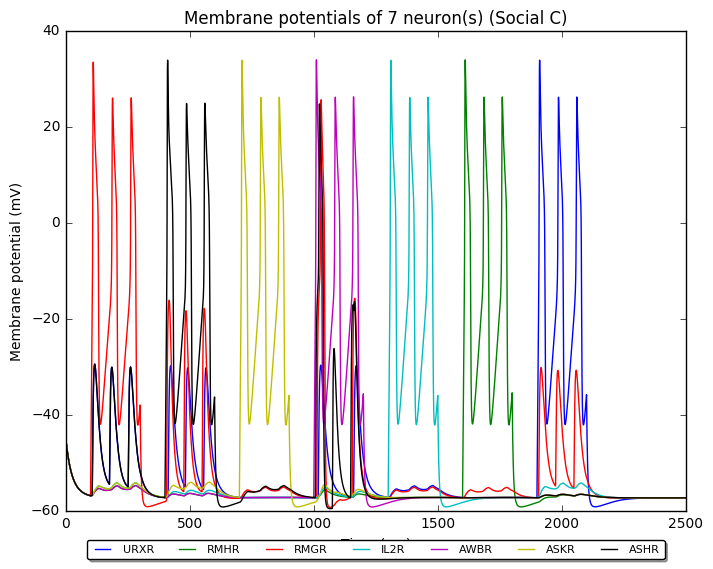 Membrane potentials of 7 neuron(s) (Social C)
40
20
0
−20
−40
−60
Membrane potential (mV)
0 500 1000 1500 2000 2500
URXR RMHR RMGR IL2R AWBR ASKR ASHR